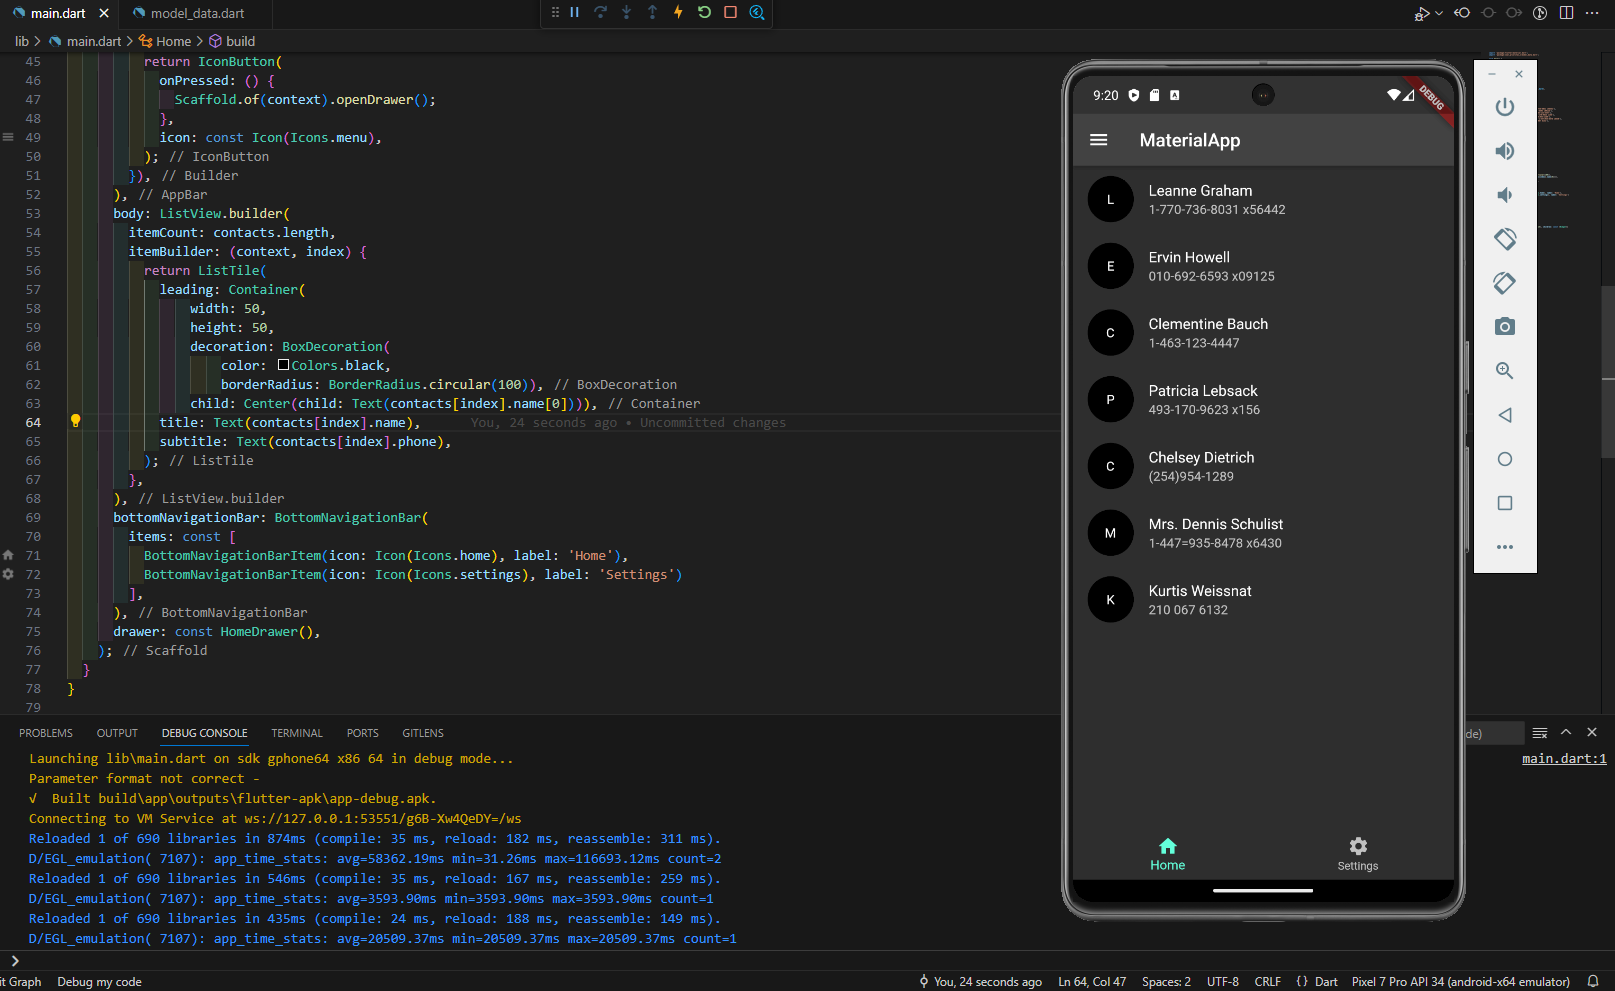 main.dart
model_data.dart
lib > main.dart > Home > build
45 return IconButton(
46 onPressed: () {
47 Scaffold.of(context).openDrawer();
48 },
49 icon: const Icon(Icons.menu),
50 ); // IconButton
51 }), // Builder
52 ), // AppBar
53 body: ListView.builder(
54 itemCount: contacts.length,
55 itemBuilder: (context, index) {
56 return ListTile(
57 leading: Container(
58 width: 50,
59 height: 50,
60 decoration: BoxDecoration(
61 color: Colors.black,
62 borderRadius: BorderRadius.circular(100)), // BoxDecoration
63 child: Center(child: Text(contacts[index].name[0]))), // Container
64 title: Text(contacts[index].name), You, 24 seconds ago • Uncommitted changes
65 subtitle: Text(contacts[index].phone),
66 ); // ListTile
67 },
68 ), // ListView.builder
69 bottomNavigationBar: BottomNavigationBar(
70 items: const [
71 BottomNavigationBarItem(icon: Icon(Icons.home), label: 'Home'),
72 BottomNavigationBarItem(icon: Icon(Icons.settings), label: 'Settings')
73 ],
74 ), // BottomNavigationBar
75 drawer: const HomeDrawer(),
76 ); // Scaffold
77 }
78 }
79
9:20
DEBUG
MaterialApp
L
Leanne Graham
1-770-736-8031 x56442
E
Ervin Howell
010-692-6593 x09125
C
Clementine Bauch
1-463-123-4447
P
Patricia Lebsack
493-170-9623 x156
C
Chelsey Dietrich
(254)954-1289
M
Mrs. Dennis Schulist
1-447=935-8478 x6430
K
Kurtis Weissnat
210 067 6132
Home
Settings
PROBLEMS OUTPUT DEBUG CONSOLE TERMINAL PORTS GITLENS
de)
Launching lib\main.dart on sdk gphone64 x86 64 in debug mode...
main.dart:1
Parameter format not correct -
√ Built build\app\outputs\flutter-apk\app-debug.apk.
Connecting to VM Service at ws://127.0.0.1:53551/g6B-Xw4QeDY=/ws
Reloaded 1 of 690 libraries in 874ms (compile: 35 ms, reload: 182 ms, reassemble: 311 ms).
D/EGL_emulation( 7107): app_time_stats: avg=58362.19ms min=31.26ms max=116693.12ms count=2
Reloaded 1 of 690 libraries in 546ms (compile: 35 ms, reload: 167 ms, reassemble: 259 ms).
D/EGL_emulation( 7107): app_time_stats: avg=3593.90ms min=3593.90ms max=3593.90ms count=1
Reloaded 1 of 690 libraries in 435ms (compile: 24 ms, reload: 188 ms, reassemble: 149 ms).
D/EGL_emulation( 7107): app_time_stats: avg=20509.37ms min=20509.37ms max=20509.37ms count=1
it Graph Debug my code You, 24 seconds ago Ln 64, Col 47 Spaces: 2 UTF-8 CRLF { } Dart Pixel 7 Pro API 34 (android-x64 emulator)